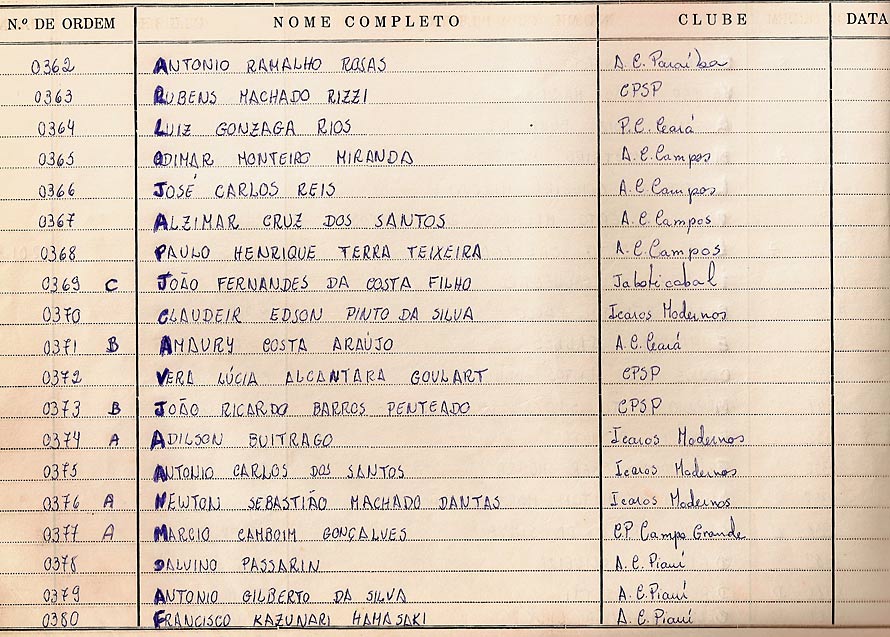 N.º DE ORDEM NOME COMPLETO CLUBE DATA
0362 ANTONIO RAMALHO ROSAS A.C. Paraíba
0363 RUBENS MACHADO RIZZI CPSP
0364 LUIZ GONZAGA RIOS P.C. Ceará
0365 ODIMAR MONTEIRO MIRANDA A.C. Campos
0366 JOSÉ CARLOS REIS A.C. Campos
0367 ALZIMAR CRUZ DOS SANTOS A.C. Campos
0368 PAULO HENRIQUE TERRA TEIXEIRA A.C. Campos
0369 C JOÃO FERNANDES DA COSTA FILHO Jaboticabal
0370 CLAUDEIR EDSON PINTO DA SILVA Icaros Modernos
0371 B AMAURY COSTA ARAÚJO A.C. Ceará
0372 VERA LÚCIA ALCANTARA GOULART CPSP
0373 B JOÃO RICARDO BARROS PENTEADO CPSP
0374 A ADILSON BUITRAGO Icaros Modernos
0375 ANTONIO CARLOS DOS SANTOS Icaros Modernos
0376 A NEWTON SEBASTIÃO MACHADO DANTAS Icaros Modernos
0377 A MARCIO CAMBOIM GONÇALVES C.P. Campo Grande
0378 DALVINO PASSARIN A.C. Piauí
0379 ANTONIO GILBERTO DA SILVA A.C. Piauí
0380 FRANCISCO KAZUNARI HAMASAKI A.C. Piauí